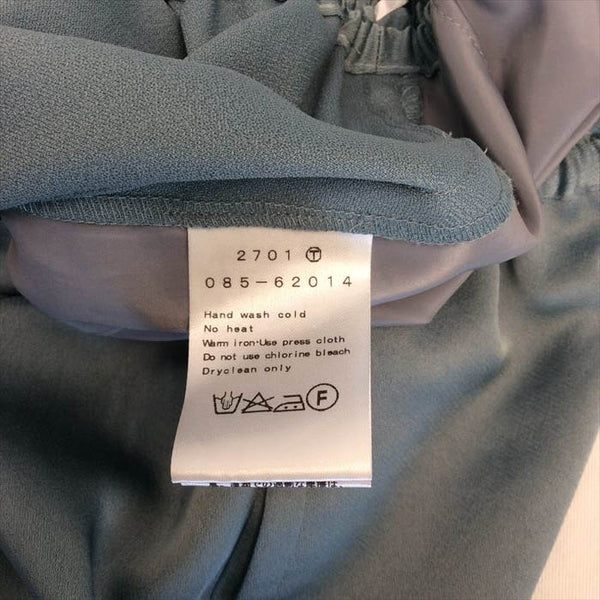 2701 Ⓣ
085-62014
Hand wash cold
No heat
Warm iron·Use press cloth
Do not use chlorine bleach
Dryclean only
F